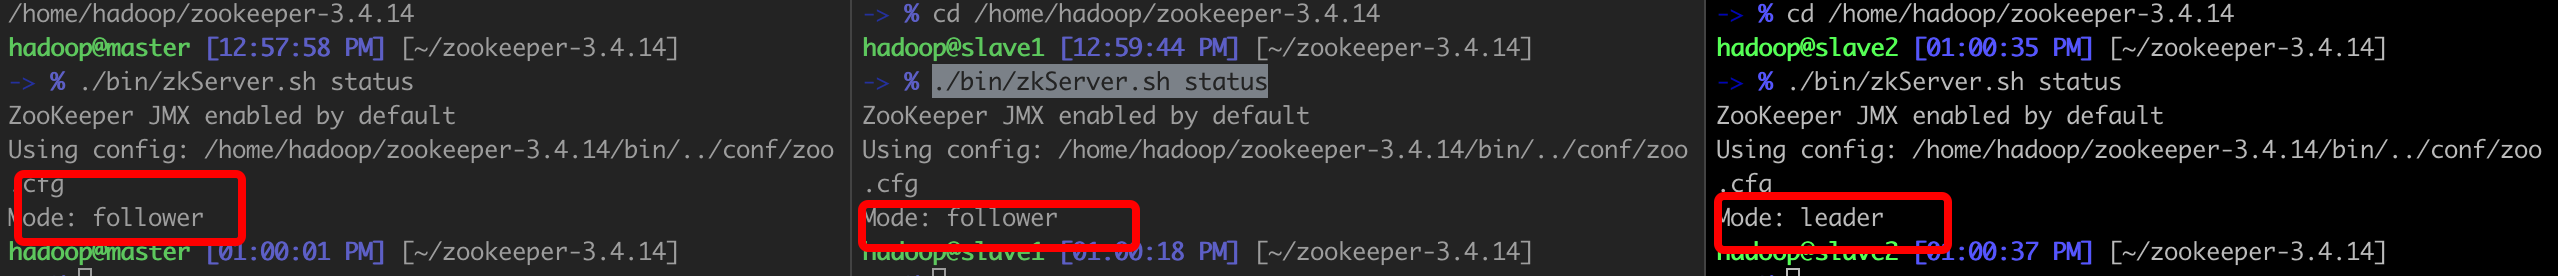 /home/hadoop/zookeeper-3.4.14
hadoop@master [12:57:58 PM] [~/zookeeper-3.4.14]
-> % ./bin/zkServer.sh status
ZooKeeper JMX enabled by default
Using config: /home/hadoop/zookeeper-3.4.14/bin/../conf/zoo
.cfg
Mode: follower
hadoop@master [01:00:01 PM] [~/zookeeper-3.4.14]
-> % cd /home/hadoop/zookeeper-3.4.14
hadoop@slave1 [12:59:44 PM] [~/zookeeper-3.4.14]
-> % ./bin/zkServer.sh status
ZooKeeper JMX enabled by default
Using config: /home/hadoop/zookeeper-3.4.14/bin/../conf/zoo
.cfg
Mode: follower
hadoop@slave1 [01:00:18 PM] [~/zookeeper-3.4.14]
-> % cd /home/hadoop/zookeeper-3.4.14
hadoop@slave2 [01:00:35 PM] [~/zookeeper-3.4.14]
-> % ./bin/zkServer.sh status
ZooKeeper JMX enabled by default
Using config: /home/hadoop/zookeeper-3.4.14/bin/../conf/zoo
.cfg
Mode: leader
hadoop@slave2 [01:00:37 PM] [~/zookeeper-3.4.14]